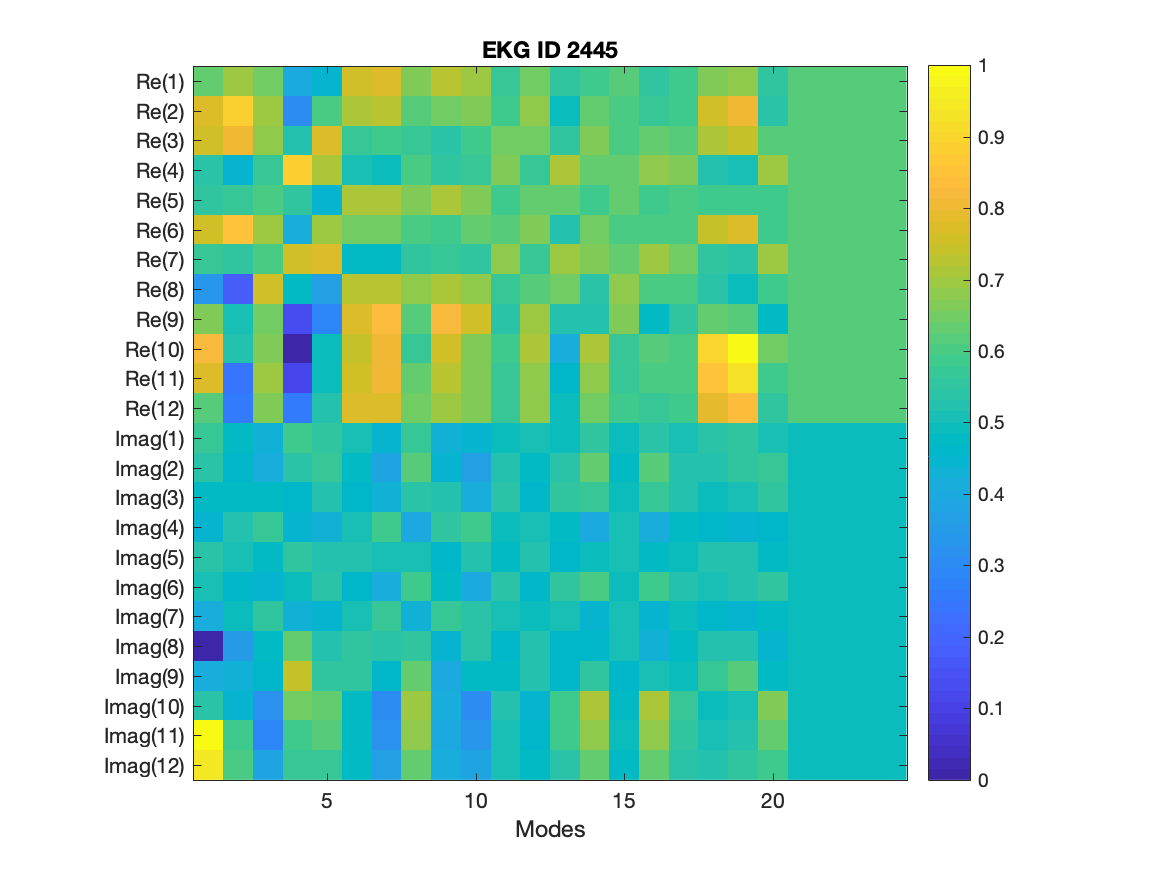 EKG ID 2445
Re(1)
Re(2)
Re(3)
Re(4)
Re(5)
Re(6)
Re(7)
Re(8)
Re(9)
Re(10)
Re(11)
Re(12)
Imag(1)
Imag(2)
Imag(3)
Imag(4)
Imag(5)
Imag(6)
Imag(7)
Imag(8)
Imag(9)
Imag(10)
Imag(11)
Imag(12)
5 10 15 20
Modes
1
0.9
0.8
0.7
0.6
0.5
0.4
0.3
0.2
0.1
0